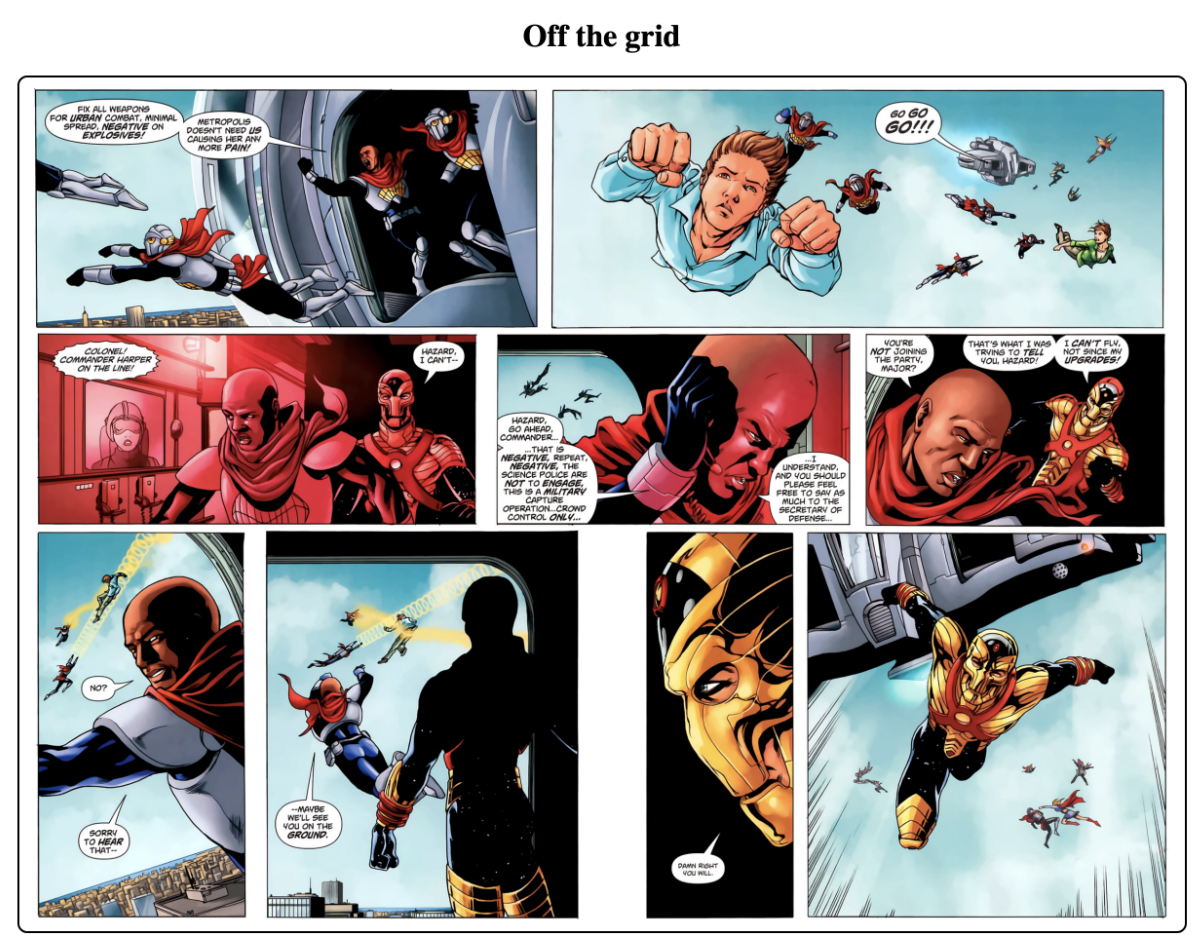 Off the grid
FIX ALL WEAPONS
FOR URBAN COMBAT, MINIMAL
SPREAD, NEGATIVE ON
EXPLOSIVES!
METROPOLIS
DOESN'T NEED US
CAUSING HER ANY
MORE PAIN!
GO GO
GO!!!
COLONEL!
COMMANDER HARPER
ON THE LINE!
HAZARD,
I CAN'T--
HAZARD,
GO AHEAD,
COMMANDER...
...THAT IS
NEGATIVE, REPEAT,
NEGATIVE, THE
SCIENCE POLICE ARE
NOT TO ENGAGE,
THIS IS A MILITARY
CAPTURE
OPERATION...CROWD
CONTROL ONLY...
...I
UNDERSTAND,
AND YOU SHOULD
PLEASE FEEL
FREE TO SAY AS
MUCH TO THE
SECRETARY OF
DEFENSE...
YOU'RE
NOT JOINING
THE PARTY,
MAJOR?
THAT'S WHAT I WAS
TRYING TO TELL
YOU, HAZARD!
I CAN'T FLY,
NOT SINCE MY
UPGRADES!
NO?
SORRY
TO HEAR
THAT--
--MAYBE
WE'LL SEE
YOU ON THE
GROUND.
DAMN RIGHT
YOU WILL.